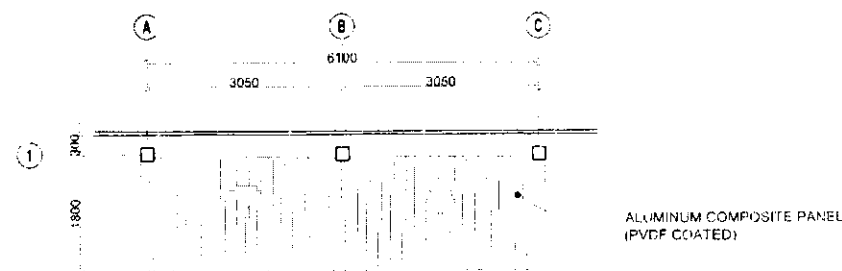 A B C
6100
3050 3050
300
1
1800
ALUMINUM COMPOSITE PANEL
(PVDF COATED)